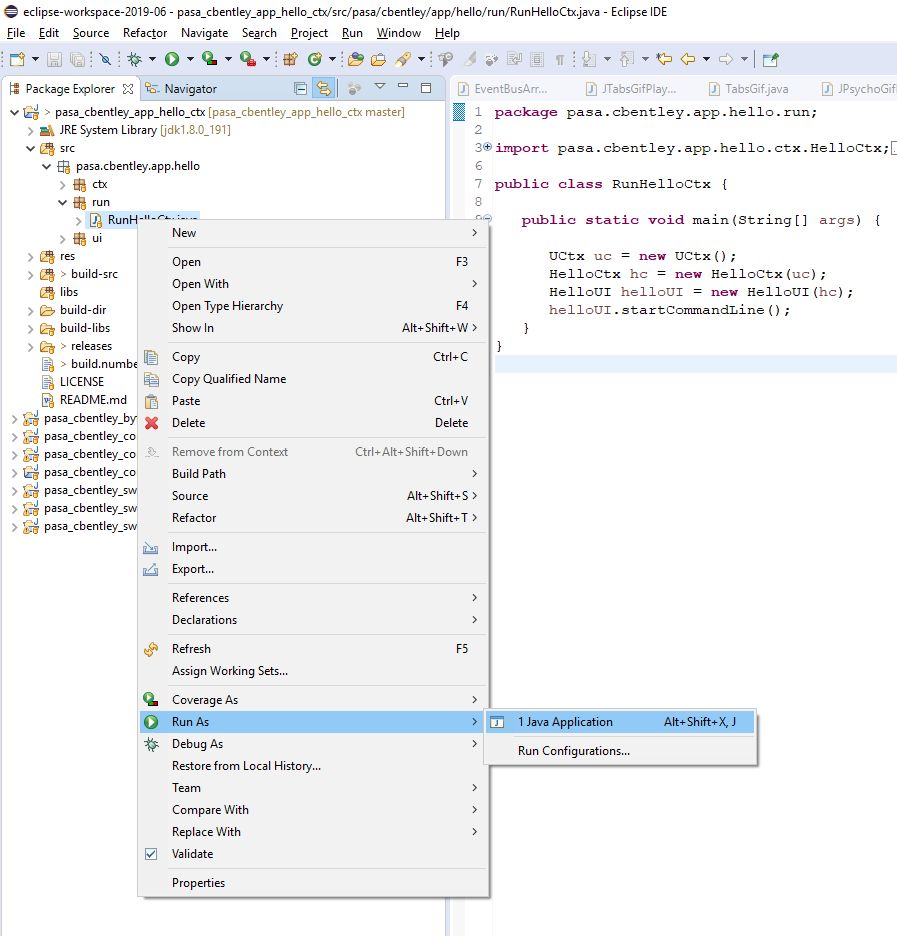 eclipse-workspace-2019-06 - pasa_cbentley_app_hello_ctx/src/pasa/cbentley/app/hello/run/RunHelloCtx.java - Eclipse IDE
File Edit Source Refactor Navigate Search Project Run Window Help
Package Explorer Navigator
> pasa_cbentley_app_hello_ctx [pasa_cbentley_app_hello_ctx master]
JRE System Library [jdk1.8.0_191]
src
pasa.cbentley.app.hello
ctx
run
RunHelloCtx.java
ui
res
> build-src
libs
build-dir
build-libs
> releases
> build.numbe
LICENSE
README.md
pasa_cbentley_by
pasa_cbentley_co
pasa_cbentley_co
pasa_cbentley_co
pasa_cbentley_sw
pasa_cbentley_sw
pasa_cbentley_sw
New
Open F3
Open With
Open Type Hierarchy F4
Show In Alt+Shift+W
Copy Ctrl+C
Copy Qualified Name
Paste Ctrl+V
Delete Delete
Remove from Context Ctrl+Alt+Shift+Down
Build Path
Source Alt+Shift+S
Refactor Alt+Shift+T
Import...
Export...
References
Declarations
Refresh F5
Assign Working Sets...
Coverage As
Run As
Debug As
Restore from Local History...
Team
Compare With
Replace With
Validate
Properties
1 Java Application Alt+Shift+X, J
Run Configurations...
EventBusArr... JTabsGifPlay... TabsGif.java JPsychoGif
1 package pasa.cbentley.app.hello.run;
2
3 import pasa.cbentley.app.hello.ctx.HelloCtx;
6
7 public class RunHelloCtx {
8
9 public static void main(String[] args) {
UCtx uc = new UCtx();
HelloCtx hc = new HelloCtx(uc);
HelloUI helloUI = new HelloUI(hc);
helloUI.startCommandLine();
}
}